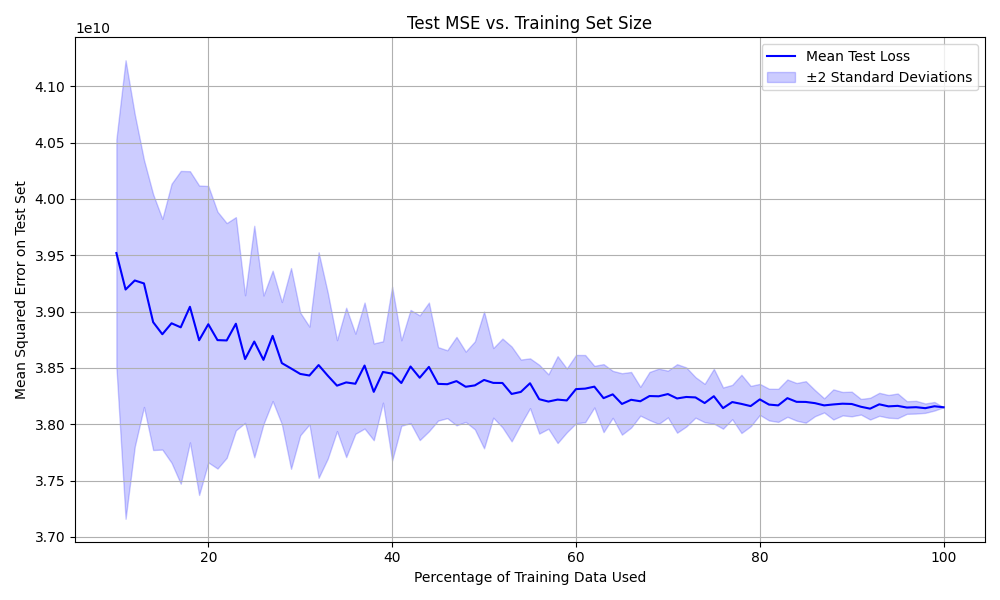 Test MSE vs. Training Set Size
1e10
Mean Test Loss
±2 Standard Deviations
4.10
4.05
4.00
3.95
3.90
3.85
3.80
3.75
3.70
Mean Squared Error on Test Set
20 40 60 80 100
Percentage of Training Data Used